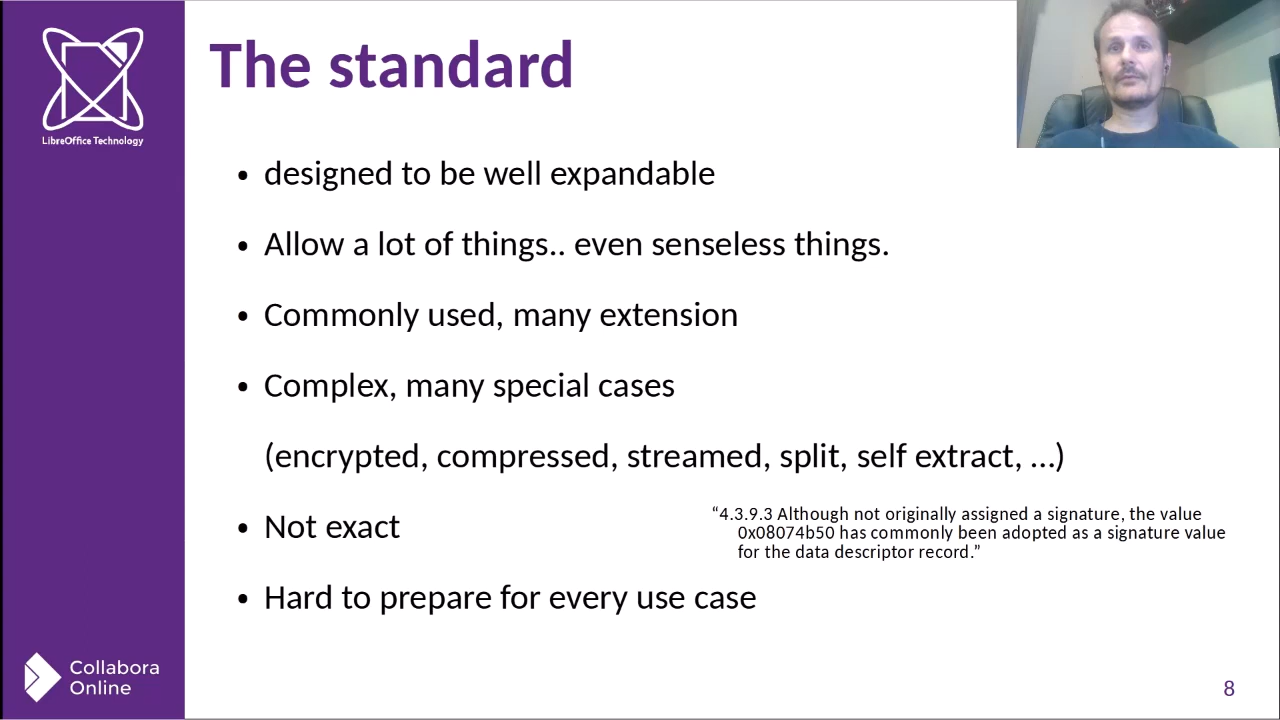 The standard
LibreOffice Technology
• designed to be well expandable
• Allow a lot of things.. even senseless things.
• Commonly used, many extension
• Complex, many special cases
(encrypted, compressed, streamed, split, self extract, ...)
• Not exact
“4.3.9.3 Although not originally assigned a signature, the value
0x08074b50 has commonly been adopted as a signature value
for the data descriptor record.”
• Hard to prepare for every use case
Collabora
Online
8